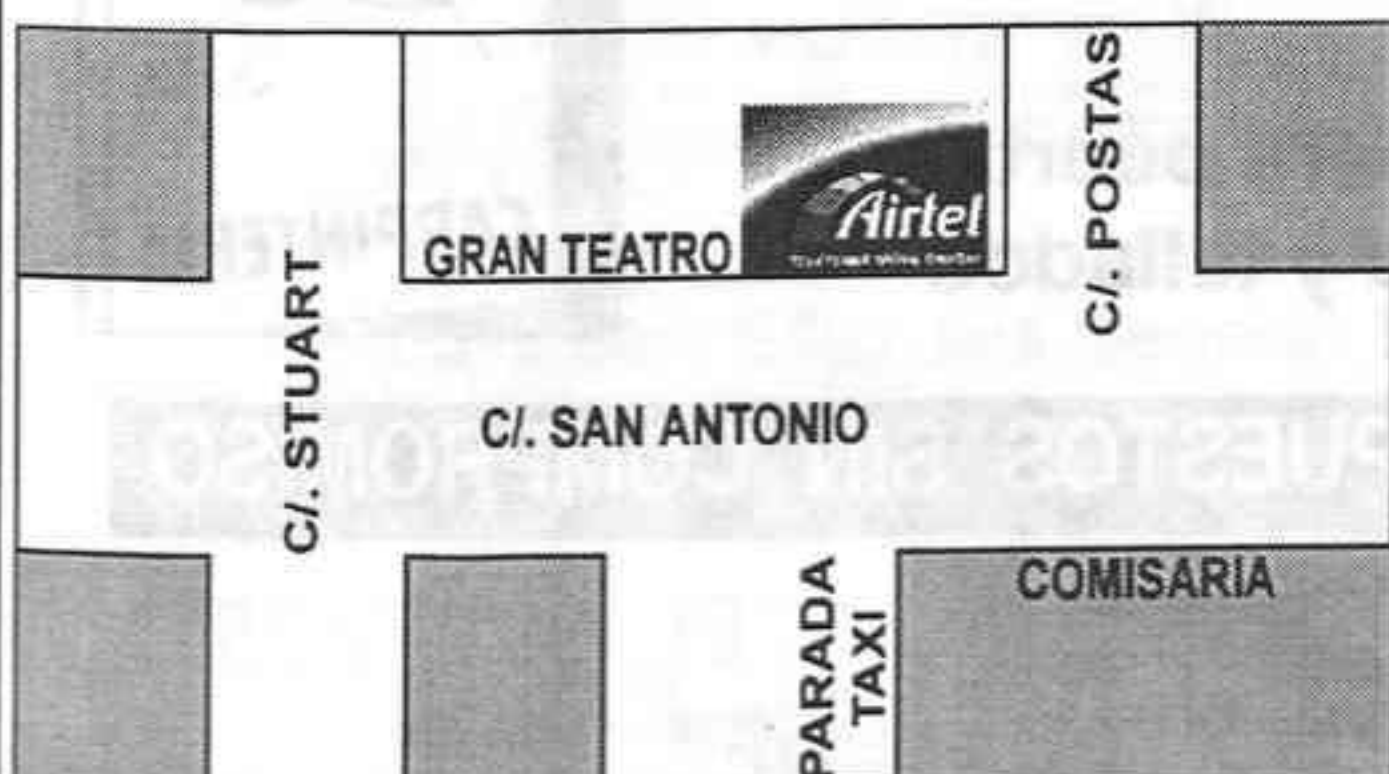 C/. POSTAS
Airtel
GRAN TEATRO
C/. STUART
C/. SAN ANTONIO
COMISARIA
PARADA
TAXI